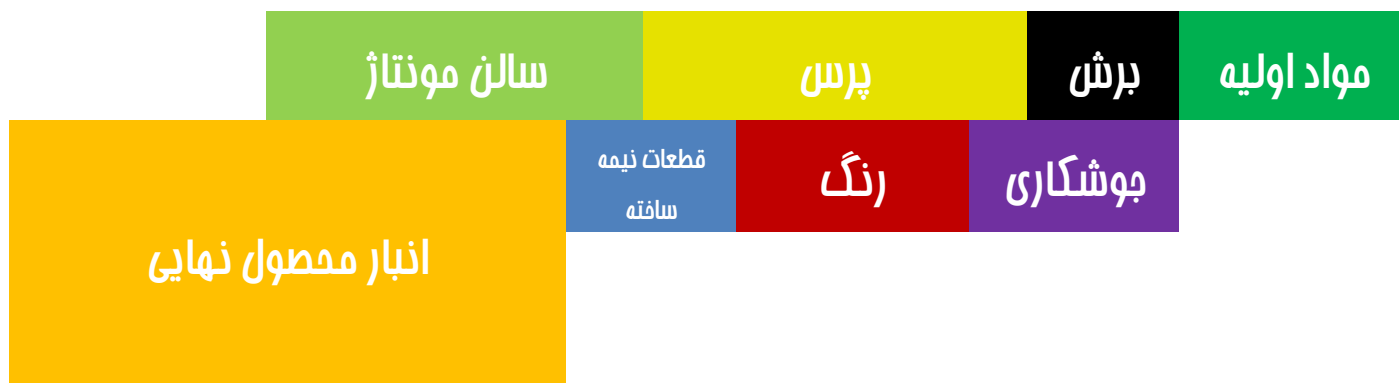 مواد اولیه
برش
پرس
سالن مونتاژ
جوشکاری
رنگ
قطعات نیمه
ساخته
انبار محصول نهایی